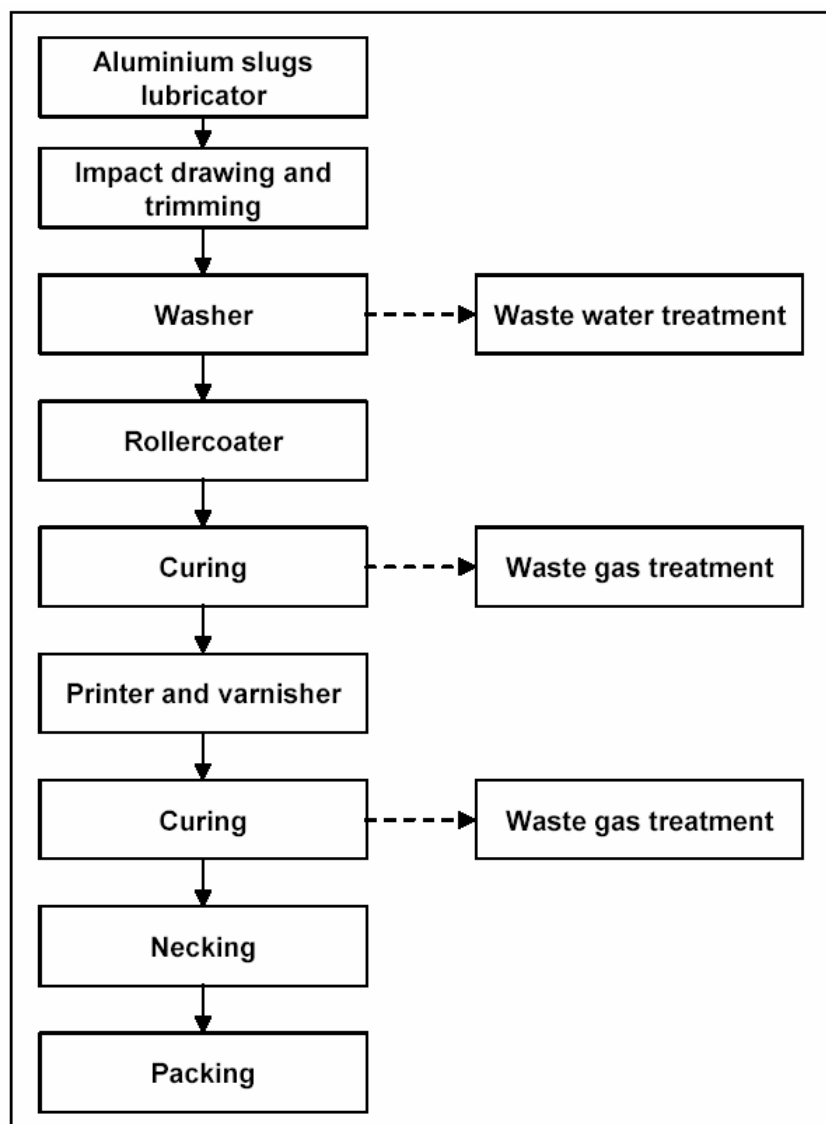 Aluminium slugs
lubricator
Impact drawing and
trimming
Washer
Waste water treatment
Rollercoater
Curing
Waste gas treatment
Printer and varnisher
Curing
Waste gas treatment
Necking
Packing